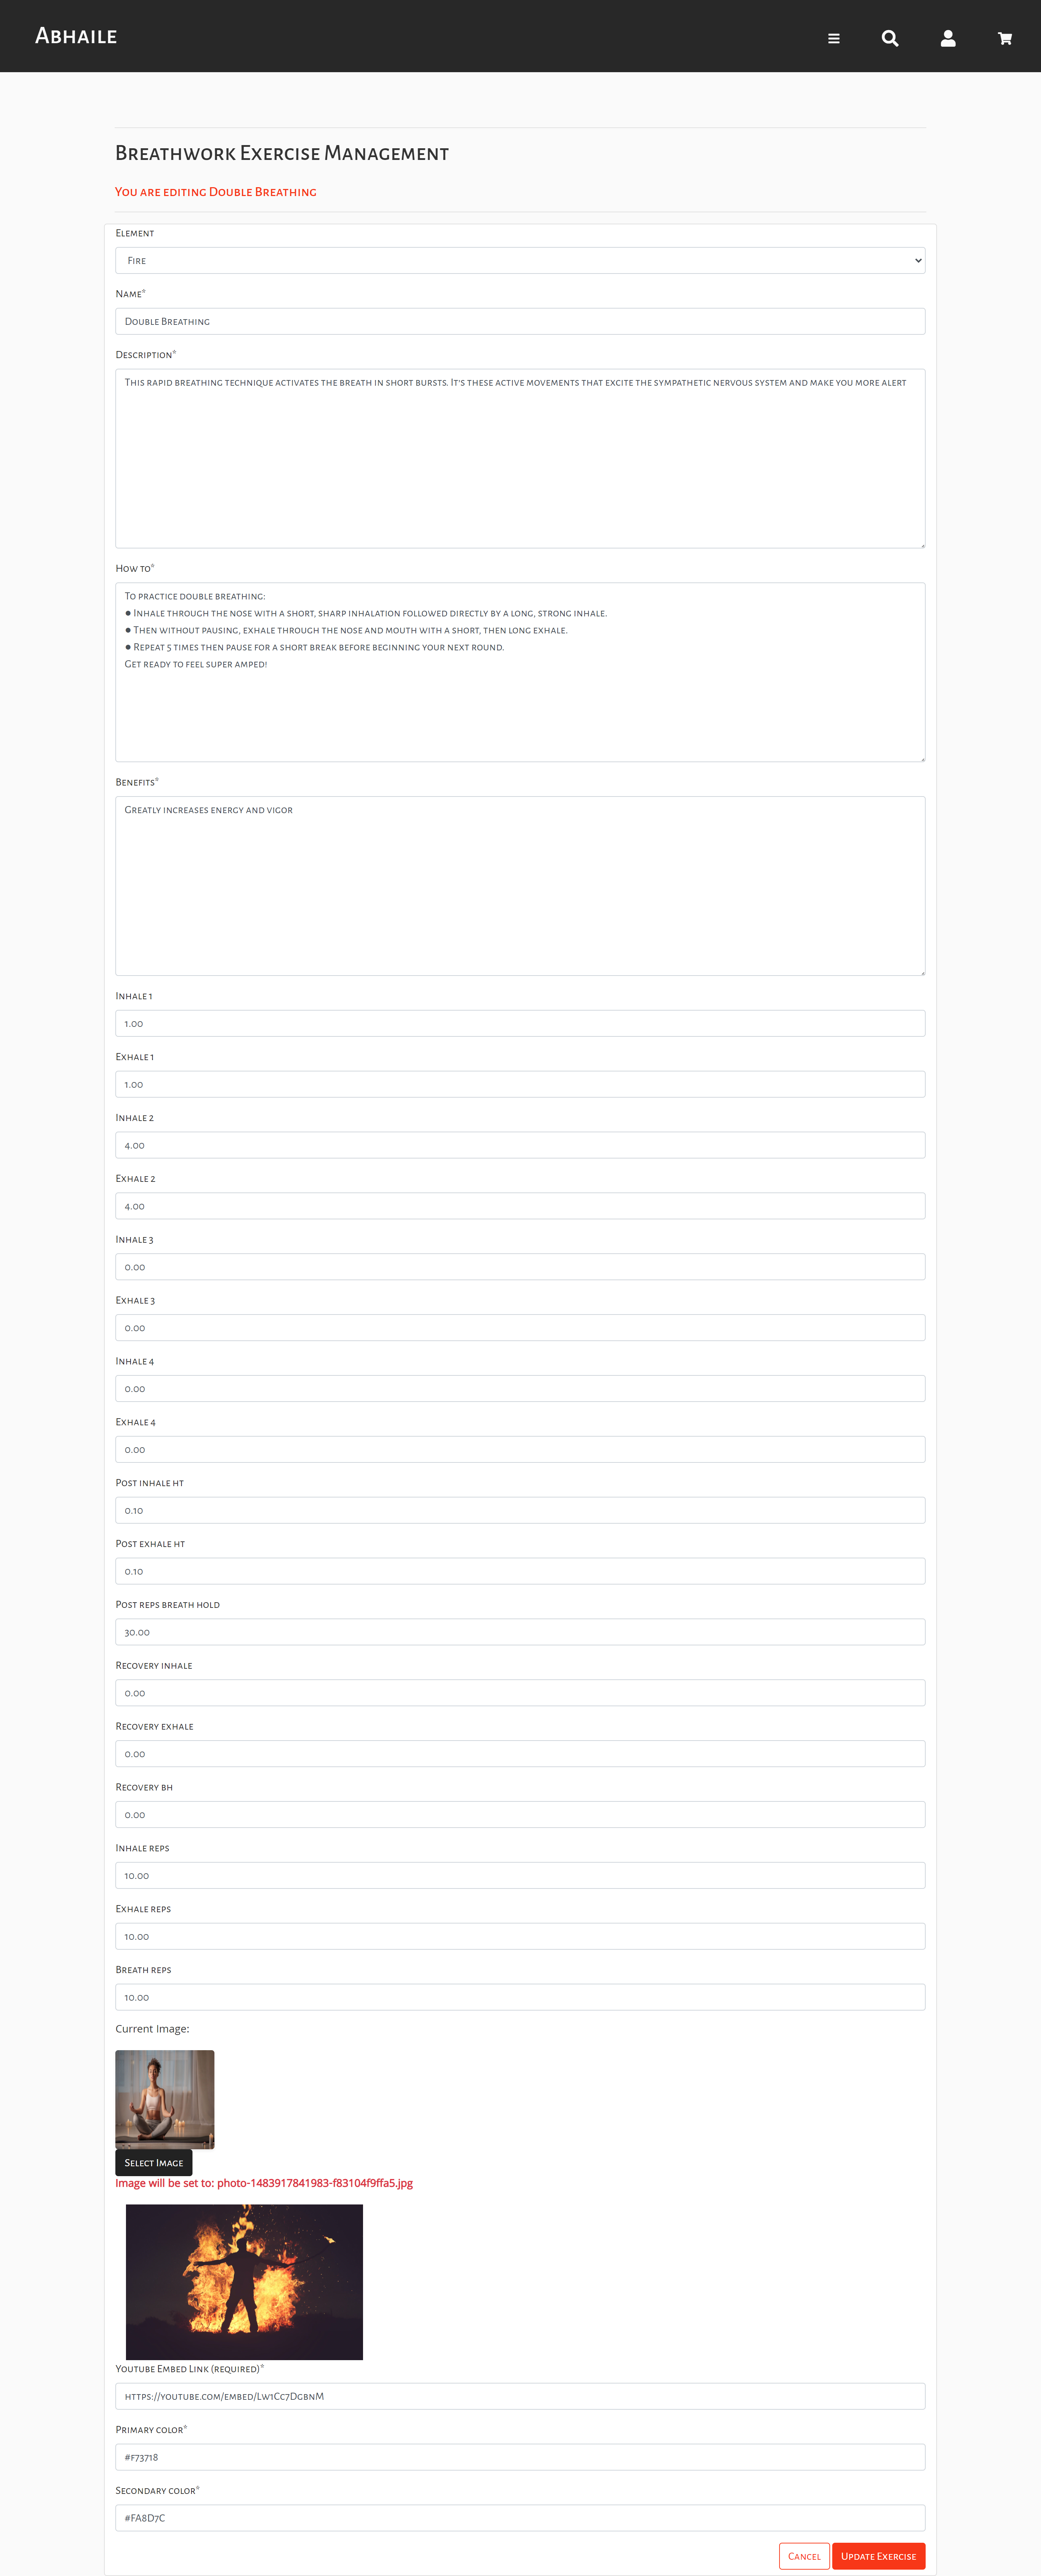 Abhaile
Breathwork Exercise Management
You are editing Double Breathing
Element
Fire
Name*
Double Breathing
Description*
This rapid breathing technique activates the breath in short bursts. It's these active movements that excite the sympathetic nervous system and make you more alert
How to*
To practice double breathing:
● Inhale through the nose with a short, sharp inhalation followed directly by a long, strong inhale.
● Then without pausing, exhale through the nose and mouth with a short, then long exhale.
● Repeat 5 times then pause for a short break before beginning your next round.
Get ready to feel super amped!
Benefits*
Greatly increases energy and vigor
Inhale 1
1.00
Exhale 1
1.00
Inhale 2
4.00
Exhale 2
4.00
Inhale 3
0.00
Exhale 3
0.00
Inhale 4
0.00
Exhale 4
0.00
Post inhale ht
0.10
Post exhale ht
0.10
Post reps breath hold
30.00
Recovery inhale
0.00
Recovery exhale
0.00
Recovery bh
0.00
Inhale reps
10.00
Exhale reps
10.00
Breath reps
10.00
Current Image:
Select Image
Image will be set to: photo-1483917841983-f83104f9ffa5.jpg
Youtube Embed Link (required)*
https://youtube.com/embed/Lw1Cc7DgbnM
Primary color*
#f73718
Secondary color*
#FA8D7C
Cancel
Update Exercise